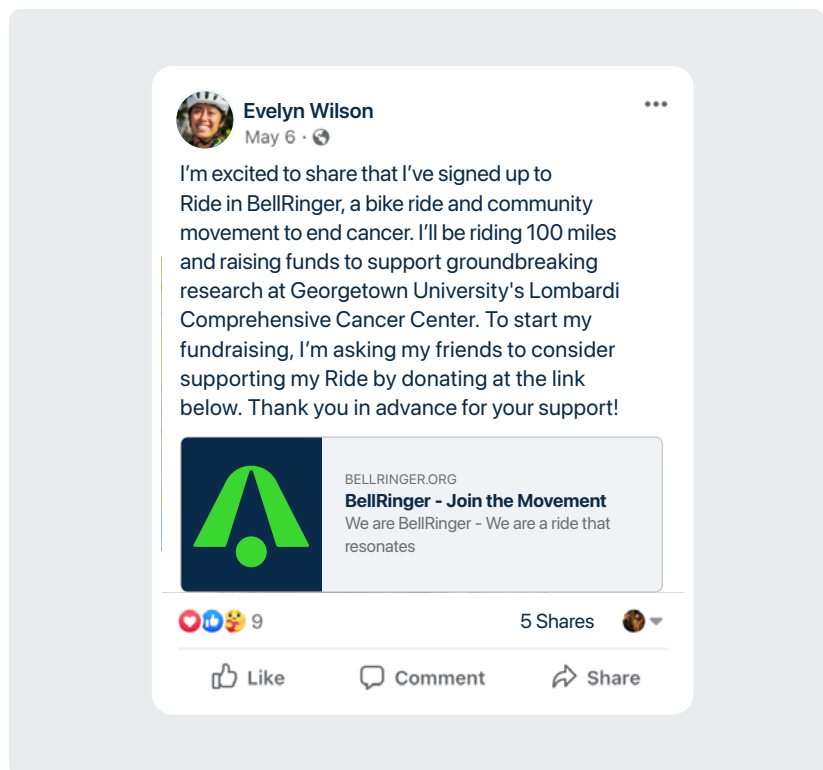 Evelyn Wilson
May 6 ·
I’m excited to share that I’ve signed up to
Ride in BellRinger, a bike ride and community
movement to end cancer. I’ll be riding 100 miles
and raising funds to support groundbreaking
research at Georgetown University's Lombardi
Comprehensive Cancer Center. To start my
fundraising, I’m asking my friends to consider
supporting my Ride by donating at the link
below. Thank you in advance for your support!
BELLRINGER.ORG
BellRinger - Join the Movement
We are BellRinger - We are a ride that
resonates
9 5 Shares
Like Comment Share